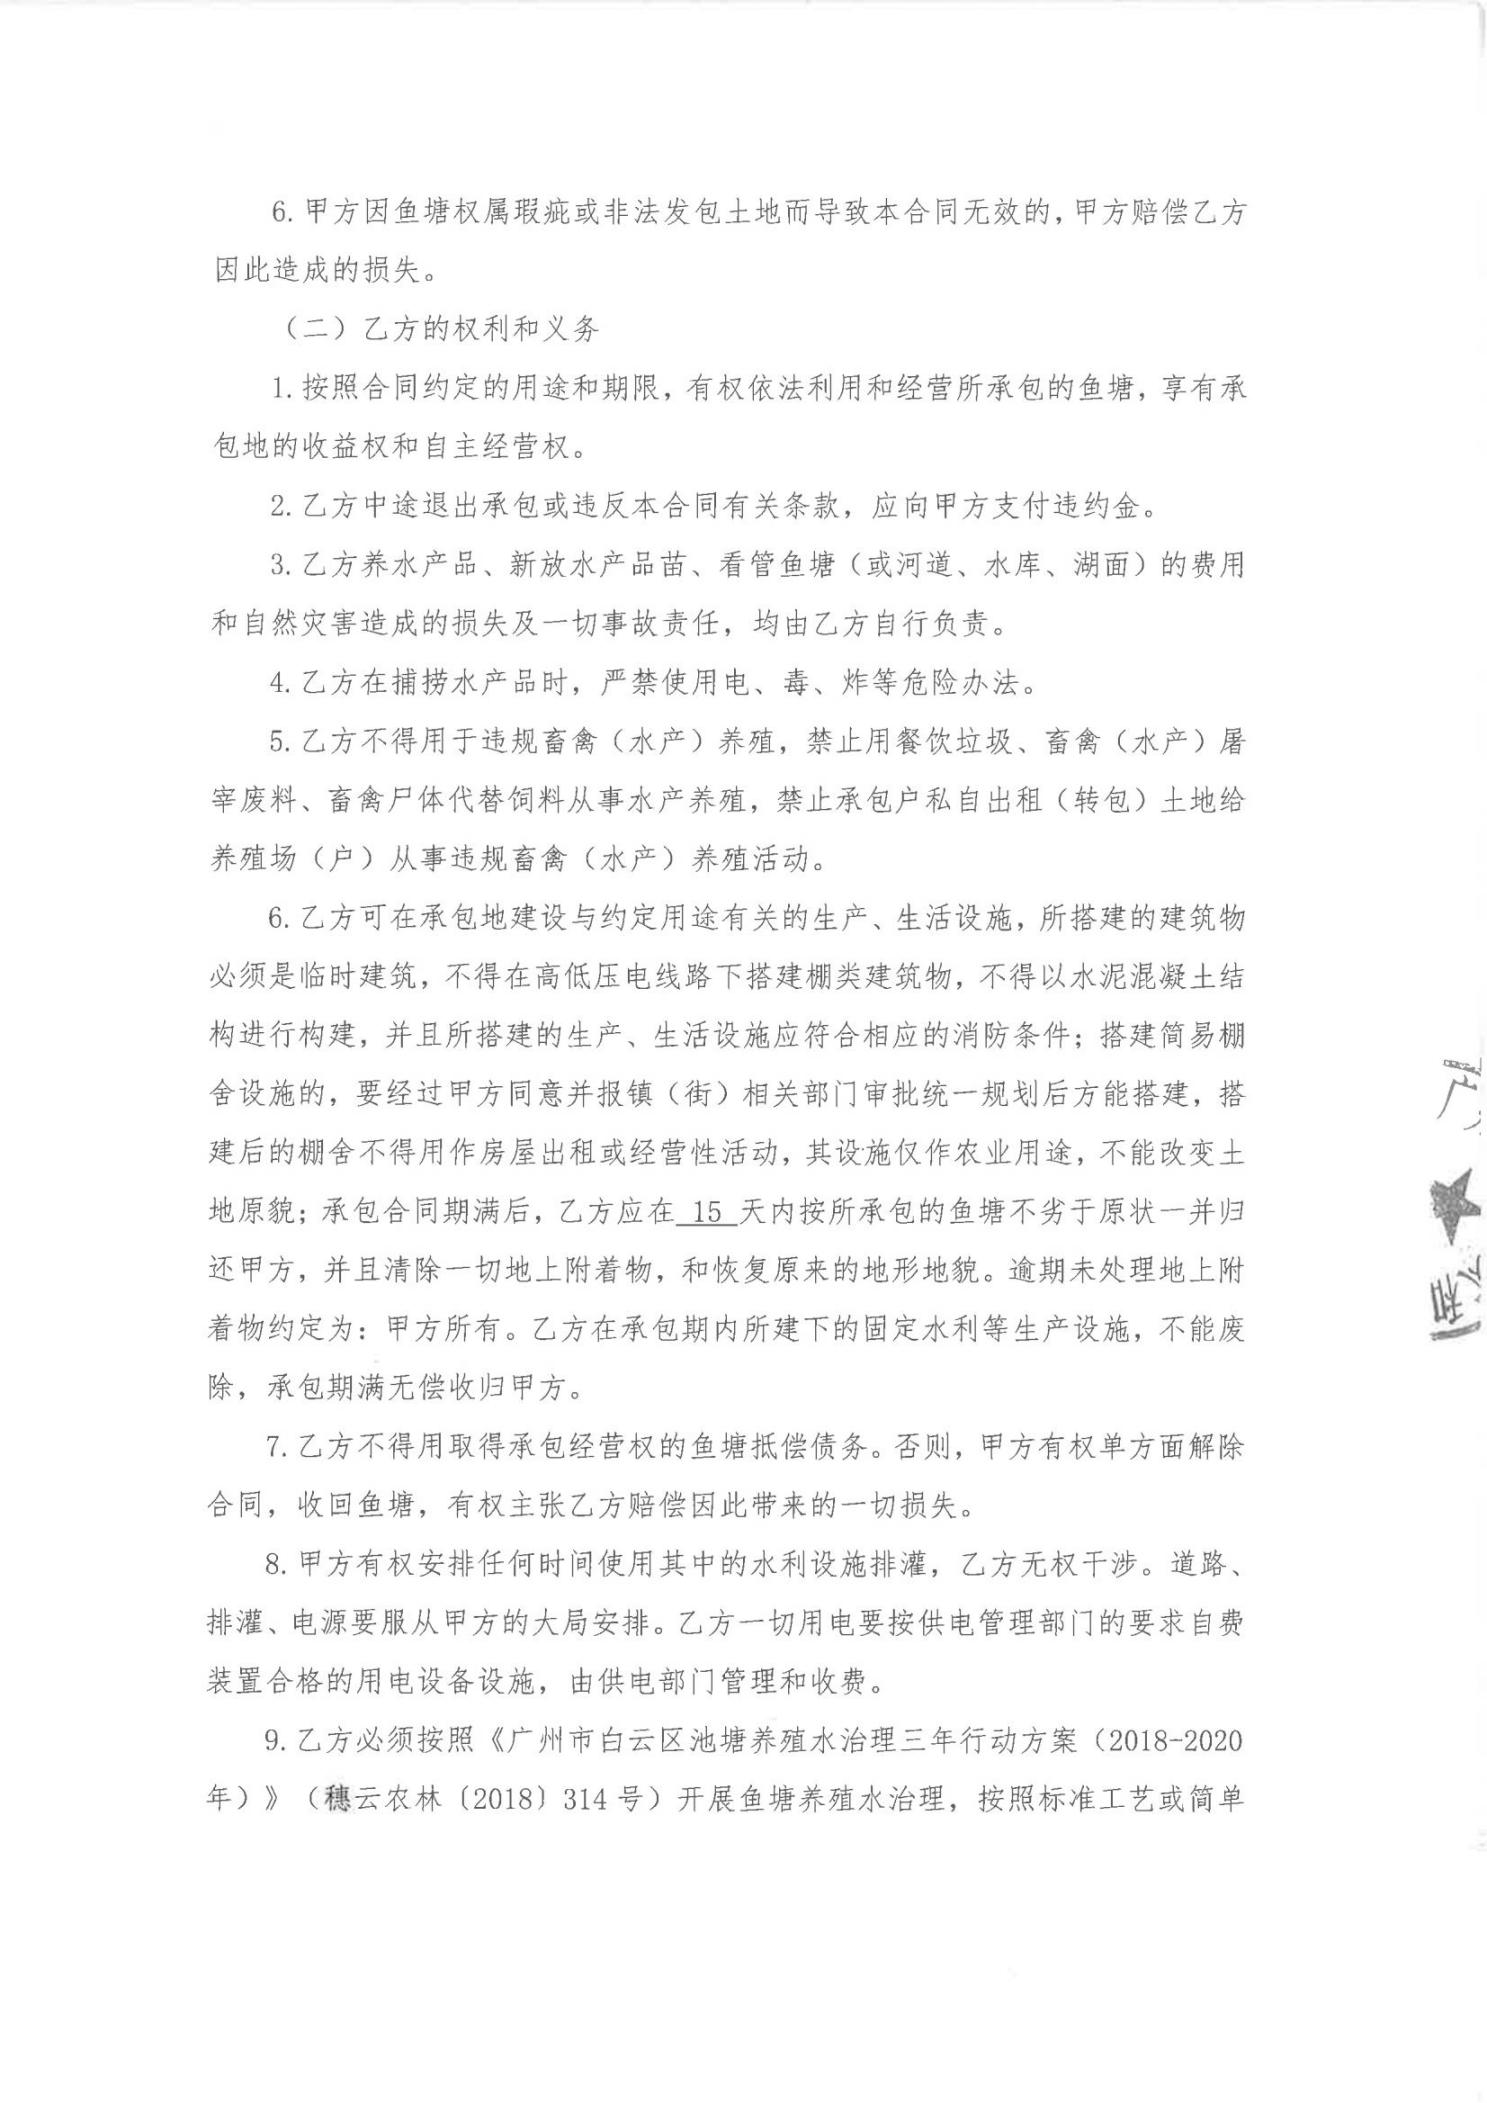 6.甲方因鱼塘权属瑕疵或非法发包土地而导致本合同无效的，甲方赔偿乙方
因此造成的损失。
（二）乙方的权利和义务
1.按照合同约定的用途和期限，有权依法利用和经营所承包的鱼塘，享有承
包地的收益权和自主经营权。
2.乙方中途退出承包或违反本合同有关条款，应向甲方支付违约金。
3.乙方养水产品、新放水产品苗、看管鱼塘（或河道、水库、湖面）的费用
和自然灾害造成的损失及一切事故责任，均由乙方自行负责。
4.乙方在捕捞水产品时，严禁使用电、毒、炸等危险办法。
5.乙方不得用于违规畜禽（水产）养殖，禁止用餐饮垃圾、畜禽（水产）屠
宰废料、畜禽尸体代替饲料从事水产养殖，禁止承包户私自出租（转包）土地给
养殖场（户）从事违规畜禽（水产）养殖活动。
6.乙方可在承包地建设与约定用途有关的生产、生活设施，所搭建的建筑物
必须是临时建筑，不得在高低压电线路下搭建棚类建筑物，不得以水泥混凝土结
构进行构建，并且所搭建的生产、生活设施应符合相应的消防条件；搭建简易棚
舍设施的，要经过甲方同意并报镇（街）相关部门审批统一规划后方能搭建，搭
建后的棚舍不得用作房屋出租或经营性活动，其设施仅作农业用途，不能改变土
地原貌；承包合同期满后，乙方应在 15 天内按所承包的鱼塘不劣于原状一并归
还甲方，并且清除一切地上附着物，和恢复原来的地形地貌。逾期未处理地上附
着物约定为：甲方所有。乙方在承包期内所建下的固定水利等生产设施，不能废
除，承包期满无偿收归甲方。
7.乙方不得用取得承包经营权的鱼塘抵偿债务。否则，甲方有权单方面解除
合同，收回鱼塘，有权主张乙方赔偿因此带来的一切损失。
8.甲方有权安排任何时间使用其中的水利设施排灌，乙方无权干涉。道路、
排灌、电源要服从甲方的大局安排。乙方一切用电要按供电管理部门的要求自费
装置合格的用电设备设施，由供电部门管理和收费。
9.乙方必须按照《广州市白云区池塘养殖水治理三年行动方案（2018-2020
年）》（穗云农林〔2018〕314 号）开展鱼塘养殖水治理，按照标准工艺或简单